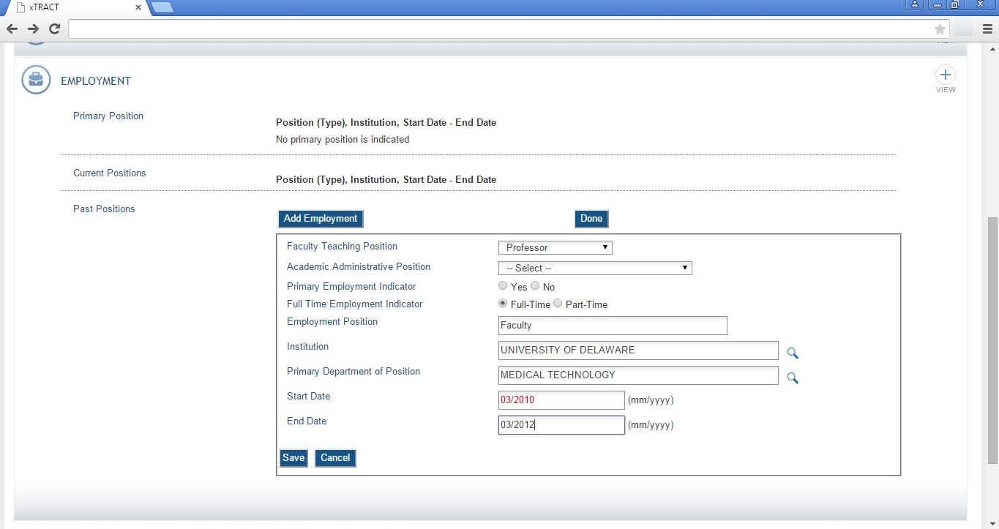 xTRACT
EMPLOYMENT
VIEW
Primary Position
Position (Type), Institution, Start Date - End Date
No primary position is indicated
Current Positions
Position (Type), Institution, Start Date - End Date
Past Positions
Add Employment Done
Faculty Teaching Position Professor
Academic Administrative Position -- Select --
Primary Employment Indicator Yes No
Full Time Employment Indicator Full-Time Part-Time
Employment Position Faculty
Institution UNIVERSITY OF DELAWARE
Primary Department of Position MEDICAL TECHNOLOGY
Start Date 03/2010 (mm/yyyy)
End Date 03/2012 (mm/yyyy)
Save Cancel